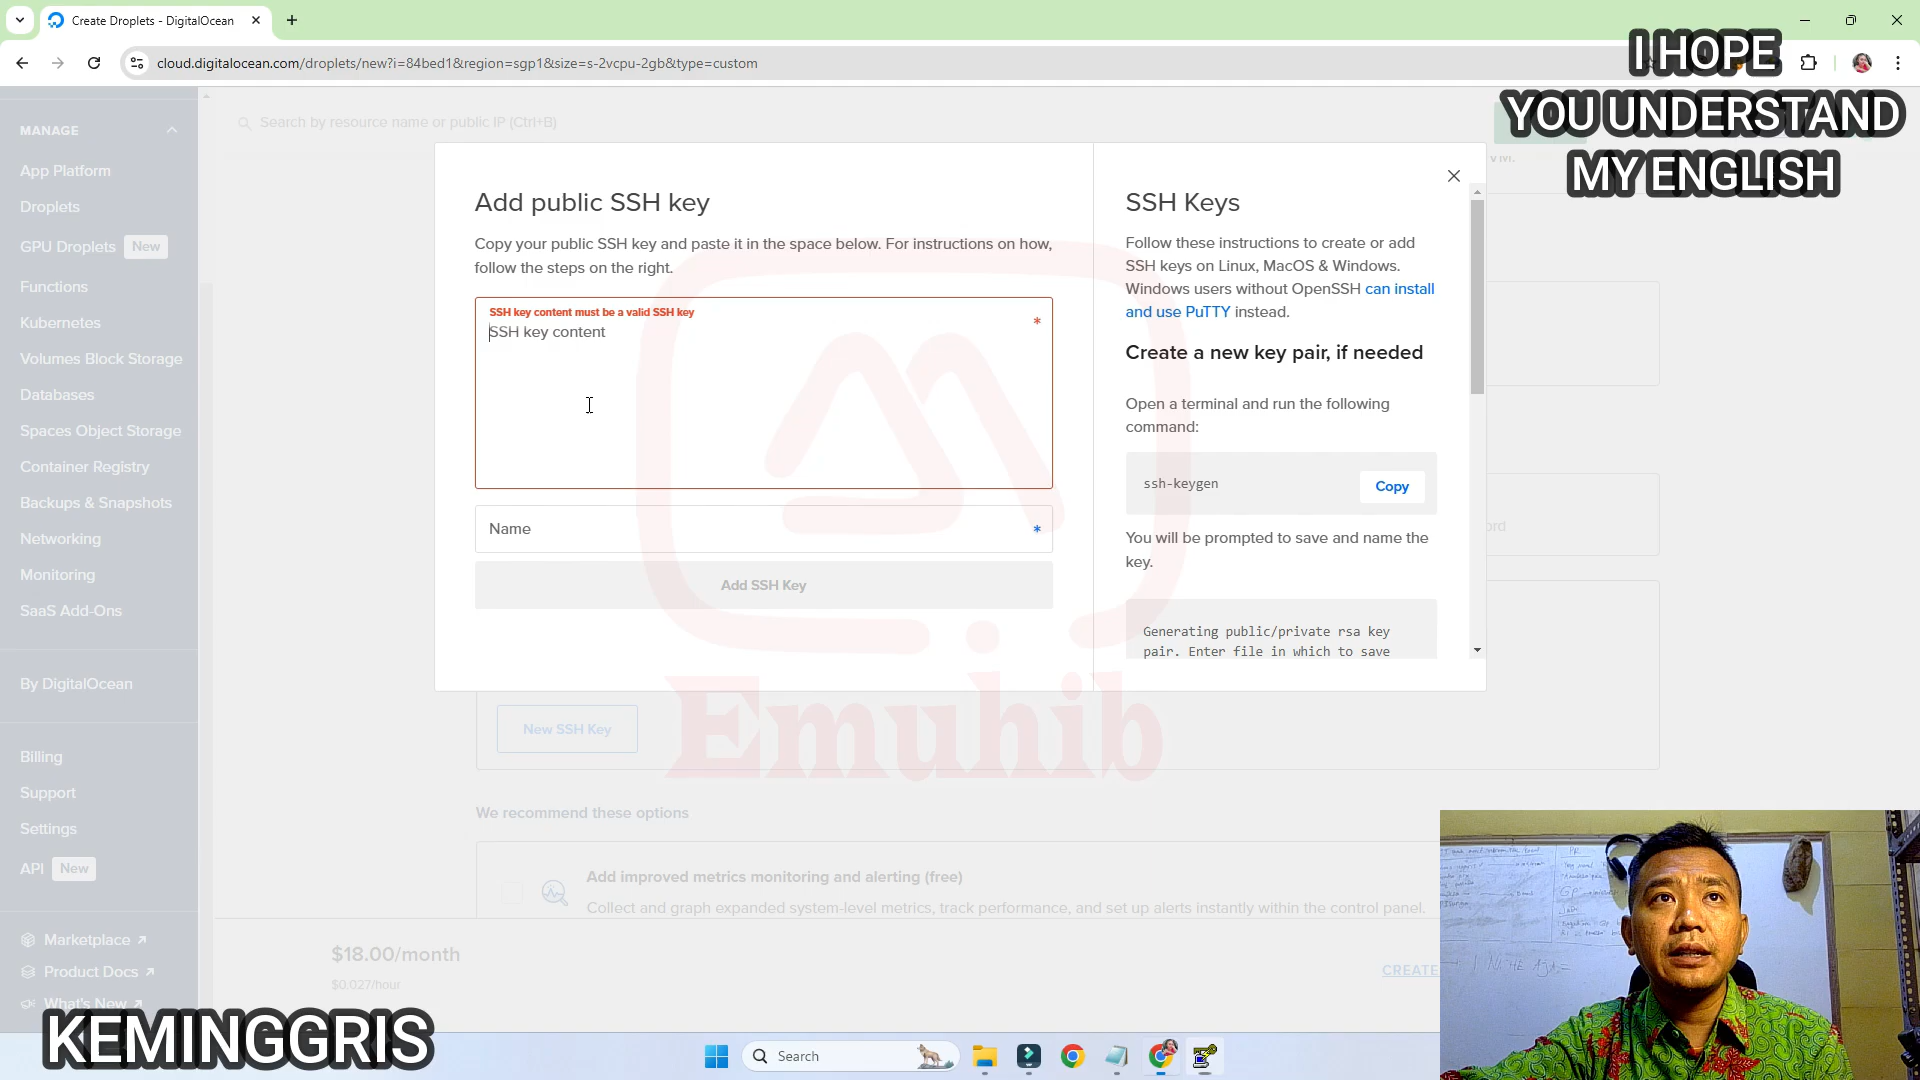 Create Droplets - DigitalOcean
cloud.digitalocean.com/droplets/new?i=84bed1&region=sgp1&size=s-2vcpu-2gb&type=custom
I HOPE
YOU UNDERSTAND
MY ENGLISH
MANAGE
App Platform
Droplets
GPU Droplets New
Functions
Kubernetes
Volumes Block Storage
Databases
Spaces Object Storage
Container Registry
Backups & Snapshots
Networking
Monitoring
SaaS Add-Ons
By DigitalOcean
Billing
Support
Settings
API New
Marketplace
Product Docs
What's New
Search by resource name or public IP (Ctrl+B)
Add public SSH key
Copy your public SSH key and paste it in the space below. For instructions on how,
follow the steps on the right.
SSH key content must be a valid SSH key
SSH key content
*
Name *
Add SSH Key
SSH Keys
Follow these instructions to create or add
SSH keys on Linux, MacOS & Windows.
Windows users without OpenSSH can install
and use PuTTY instead.
Create a new key pair, if needed
Open a terminal and run the following
command:
ssh-keygen
Copy
You will be prompted to save and name the
key.
Generating public/private rsa key
pair. Enter file in which to save
New SSH Key
Emuhib
We recommend these options
Add improved metrics monitoring and alerting (free)
Collect and graph expanded system-level metrics, track performance, and set up alerts instantly within the control panel.
$18.00/month
$0.027/hour
CREATE
KEMINGGRIS
Search